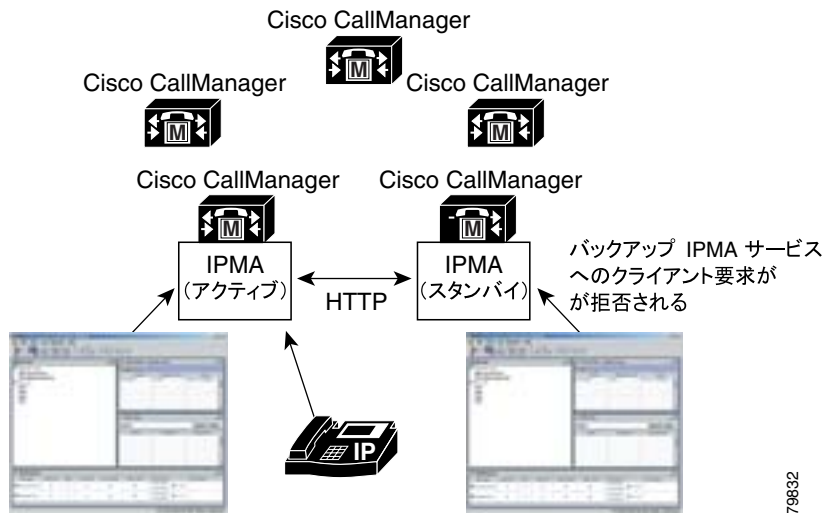 Cisco CallManager
M
Cisco CallManager
M
Cisco CallManager
M
Cisco CallManager
M
Cisco CallManager
M
IPMA
(アクティブ)
HTTP
IPMA
(スタンバイ)
バックアップ IPMA サービス
へのクライアント要求が
が拒否される
IP
79832